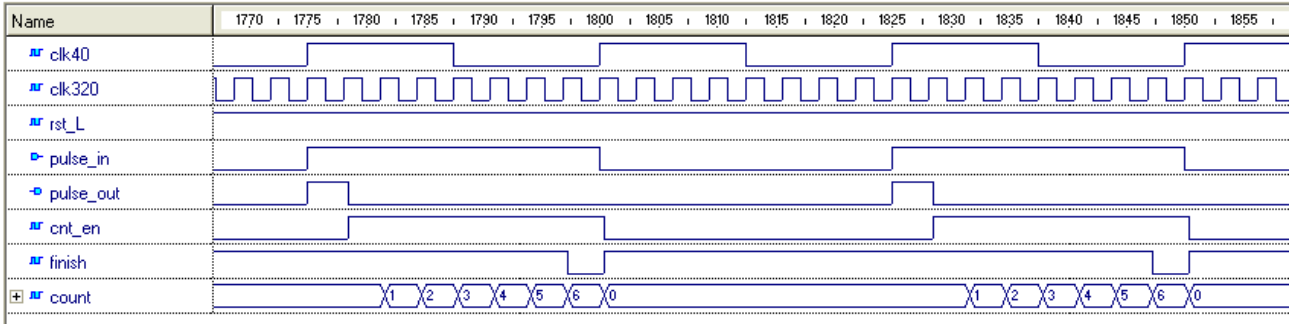 Name 1770 1775 1780 1785 1790 1795 1800 1805 1810 1815 1820 1825 1830 1835 1840 1845 1850 1855
clk40
clk320
rst_L
pulse_in
pulse_out
cnt_en
finish
count 1 2 3 4 5 6 0 1 2 3 4 5 6 0